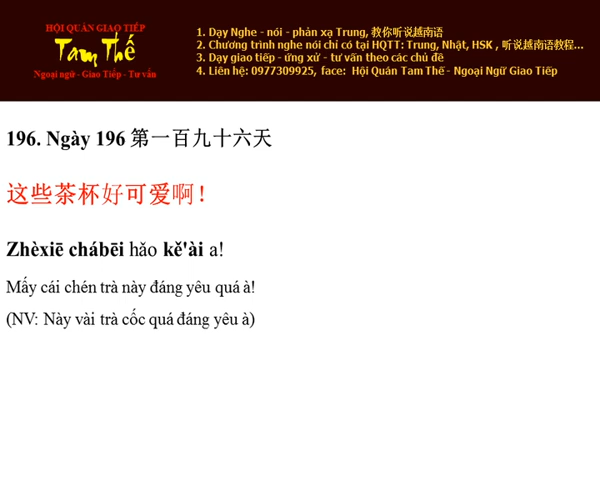 HỘI QUÁN GIAO TIẾP
Tam Thế
Ngoại ngữ - Giao Tiếp - Tư vấn
1. Dạy Nghe - nói - phản xạ Trung, 教你听说越南语
2. Chương trình nghe nói chỉ có tại HQTT: Trung, Nhật, HSK , 听说越南语教程...
3. Dạy giao tiếp - ứng xử - tư vấn theo các chủ đề
4. Liên hệ: 0977309925, face: Hội Quán Tam Thế - Ngoại Ngữ Giao Tiếp
196. Ngày 196 第一百九十六天
这些茶杯好可爱啊！
Zhèxiē chábēi hǎo kě'ài a!
Mấy cái chén trà này đáng yêu quá à!
(NV: Này vài trà cốc quá đáng yêu à)